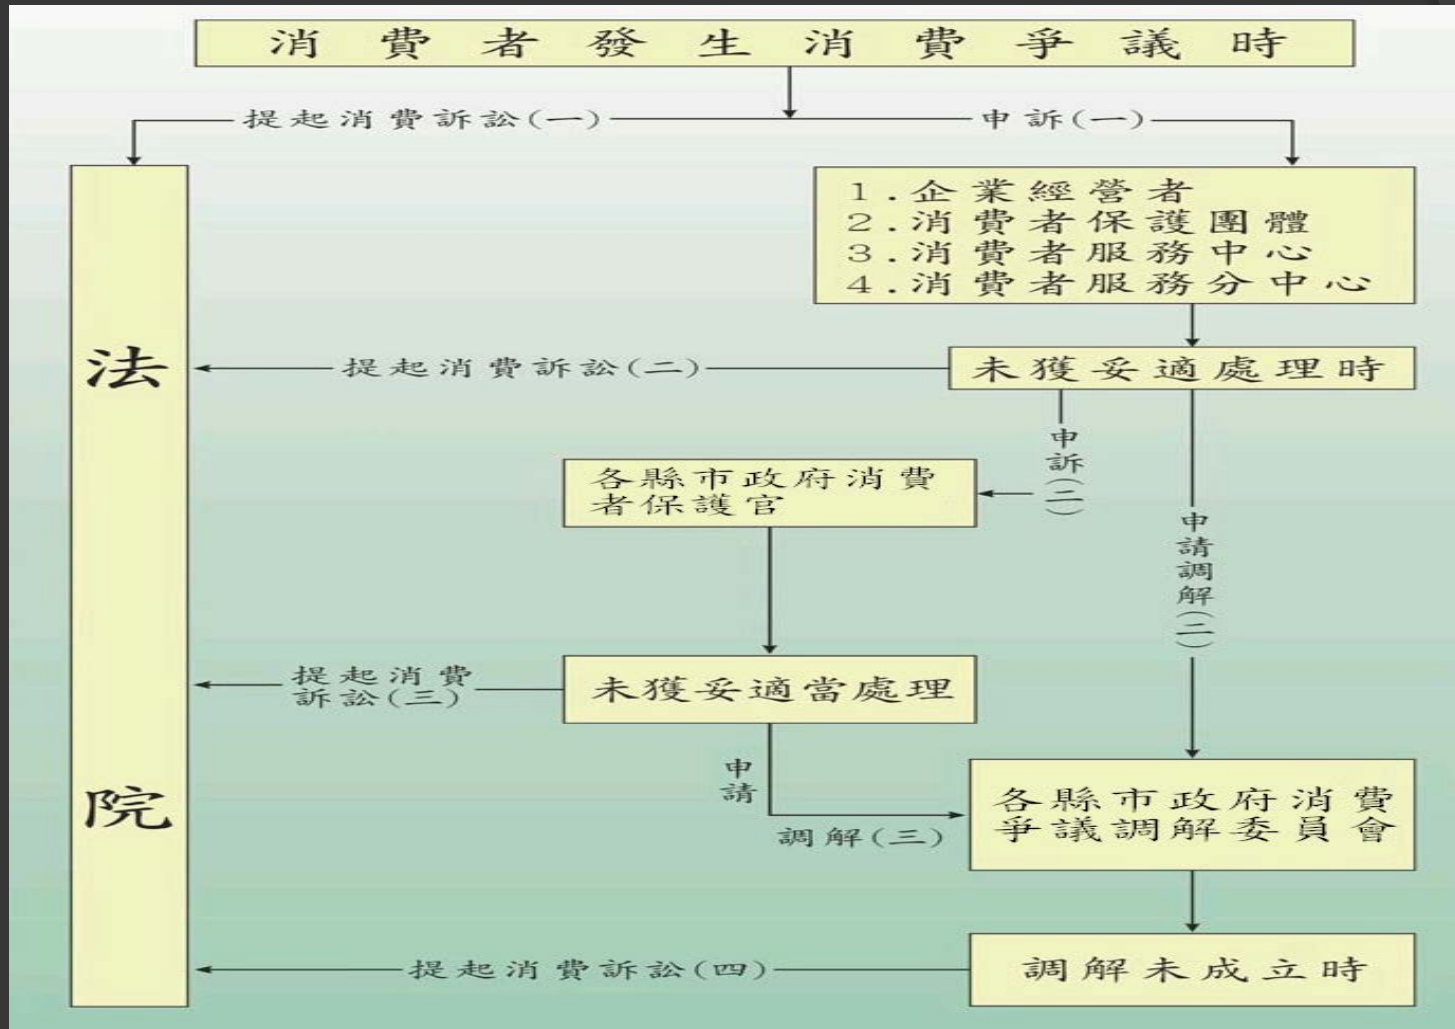 消費者發生消費爭議時
提起消費訴訟(一)
申訴(一)
1.企業經營者
2.消費者保護團體
3.消費者服務中心
4.消費者服務分中心
法院
提起消費訴訟(二)
未獲妥適處理時
申訴(二)
各縣市政府消費
者保護官
申請調解(二)
提起消費
訴訟(三)
未獲妥適當處理
申請
調解(三)
各縣市政府消費
爭議調解委員會
提起消費訴訟(四)
調解未成立時